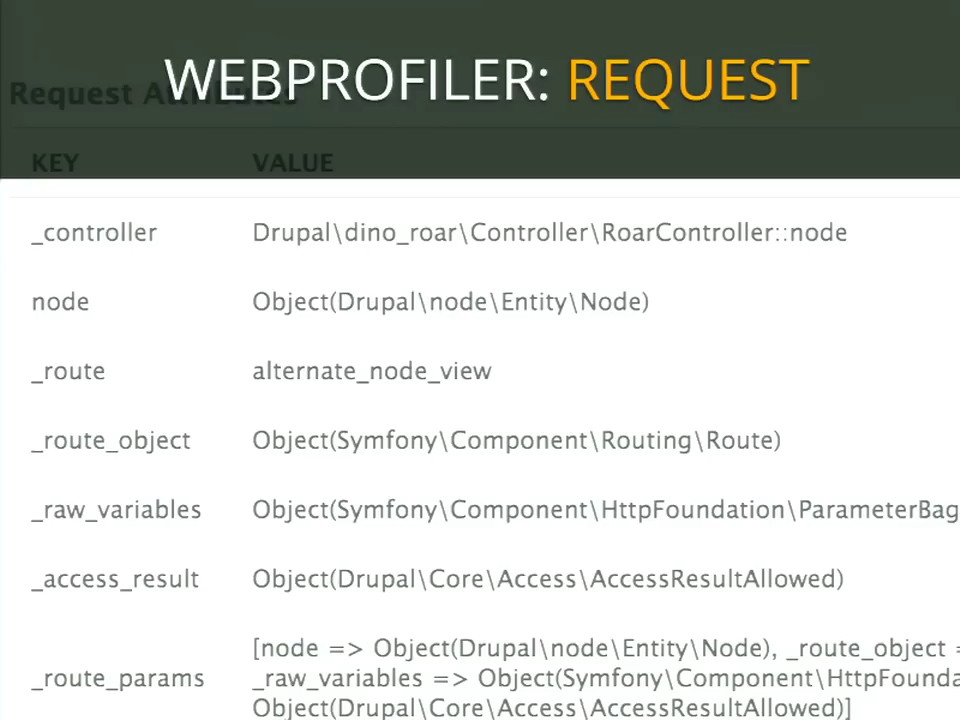 WEBPROFILER: REQUEST
Request Attributes
KEY VALUE
_controller Drupal\dino_roar\Controller\RoarController::node
node Object(Drupal\node\Entity\Node)
_route alternate_node_view
_route_object Object(Symfony\Component\Routing\Route)
_raw_variables Object(Symfony\Component\HttpFoundation\ParameterBag
_access_result Object(Drupal\Core\Access\AccessResultAllowed)
[node => Object(Drupal\node\Entity\Node), _route_object =
_route_params _raw_variables => Object(Symfony\Component\HttpFounda
Object(Drupal\Core\Access\AccessResultAllowed)]